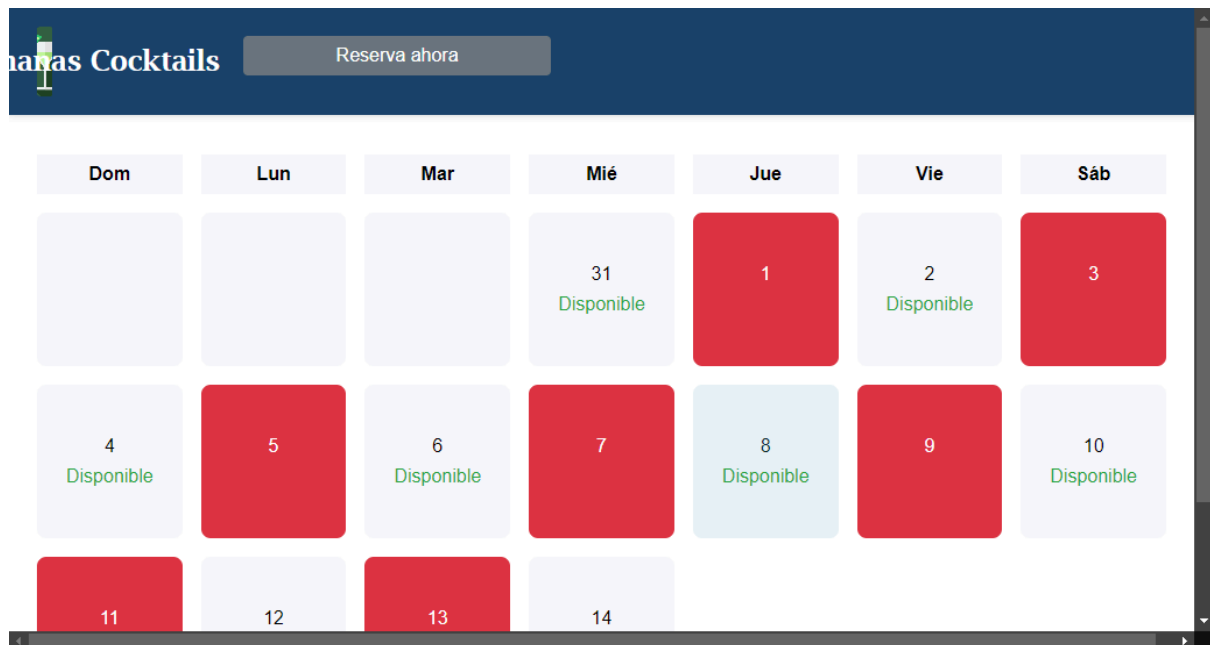 nanas Cocktails
Reserva ahora
Dom Lun Mar Mié Jue Vie Sáb
31 1 2 3
Disponible Disponible
4 5 6 7 8 9 10
Disponible Disponible Disponible Disponible
11 12 13 14